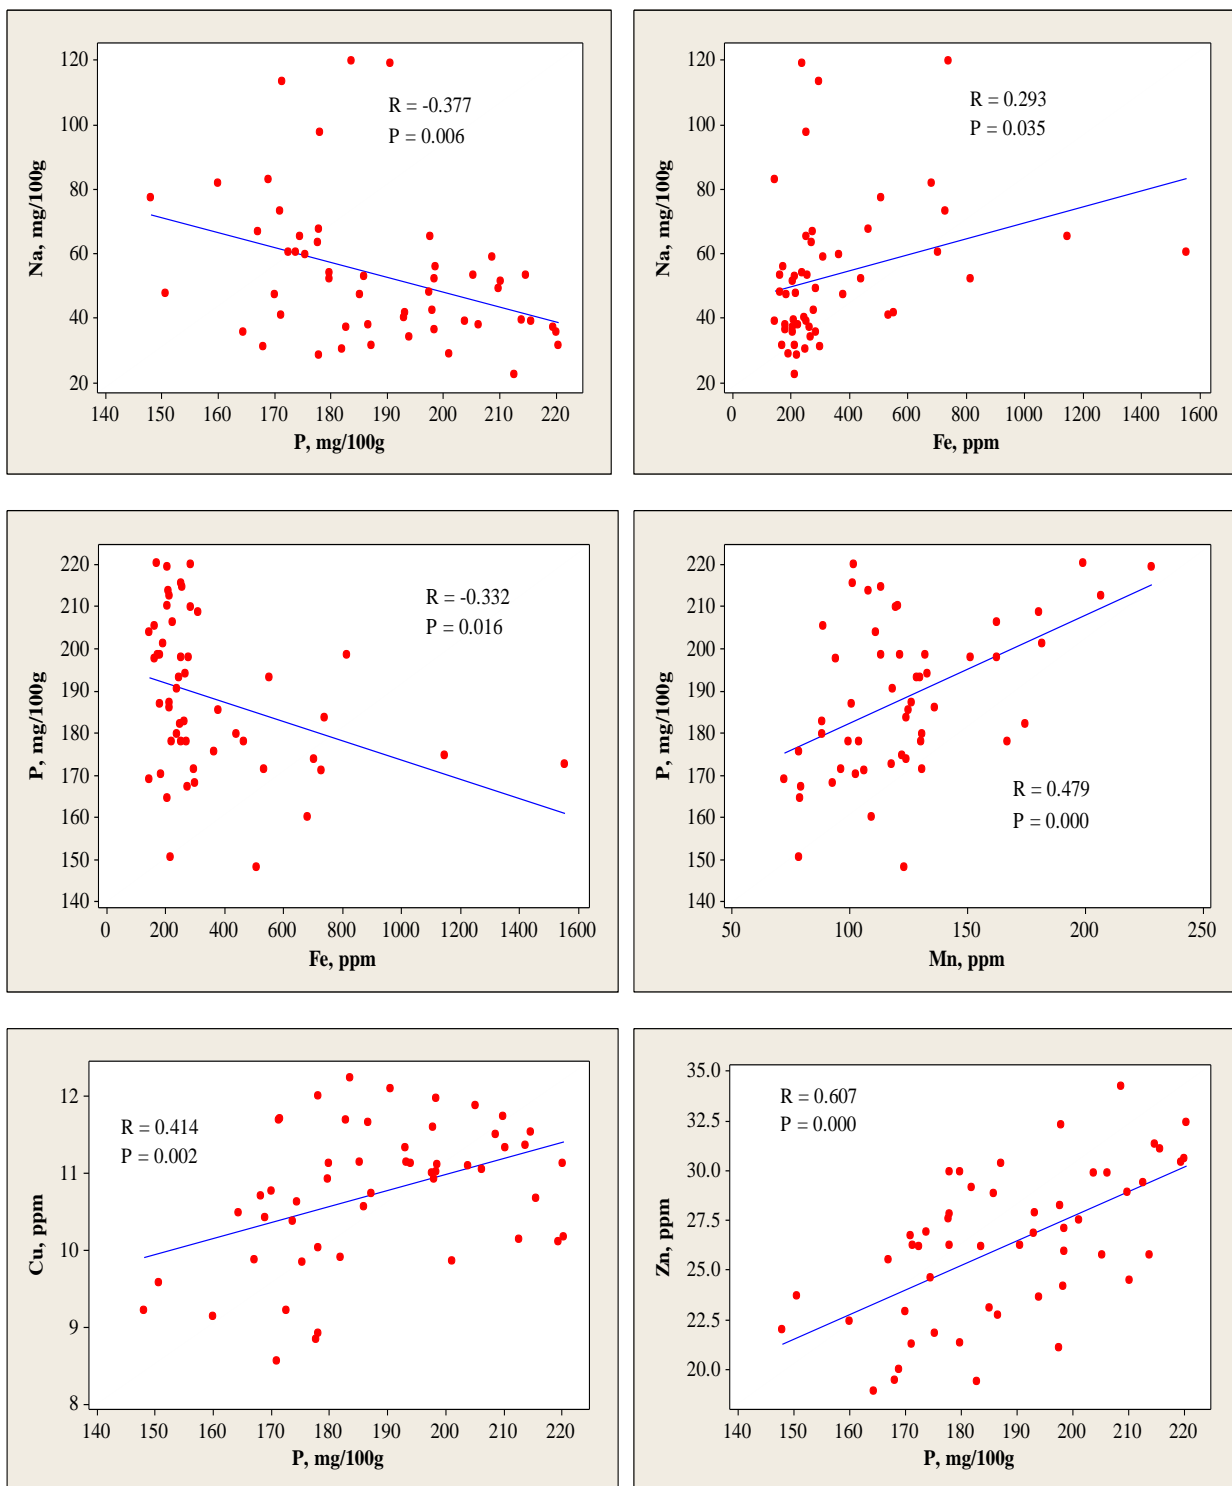 120
100
80
60
40
20
Na, mg/100g
R = -0.377
P = 0.006
140 150 160 170 180 190 200 210 220
P, mg/100g
120
100
80
60
40
20
Na, mg/100g
R = 0.293
P = 0.035
0 200 400 600 800 1000 1200 1400 1600
Fe, ppm
220
210
200
190
180
170
160
150
140
P, mg/100g
R = -0.332
P = 0.016
0 200 400 600 800 1000 1200 1400 1600
Fe, ppm
220
210
200
190
180
170
160
150
140
P, mg/100g
R = 0.479
P = 0.000
50 100 150 200 250
Mn, ppm
12
11
10
9
8
Cu, ppm
R = 0.414
P = 0.002
140 150 160 170 180 190 200 210 220
P, mg/100g
35.0
32.5
30.0
27.5
25.0
22.5
20.0
Zn, ppm
R = 0.607
P = 0.000
140 150 160 170 180 190 200 210 220
P, mg/100g